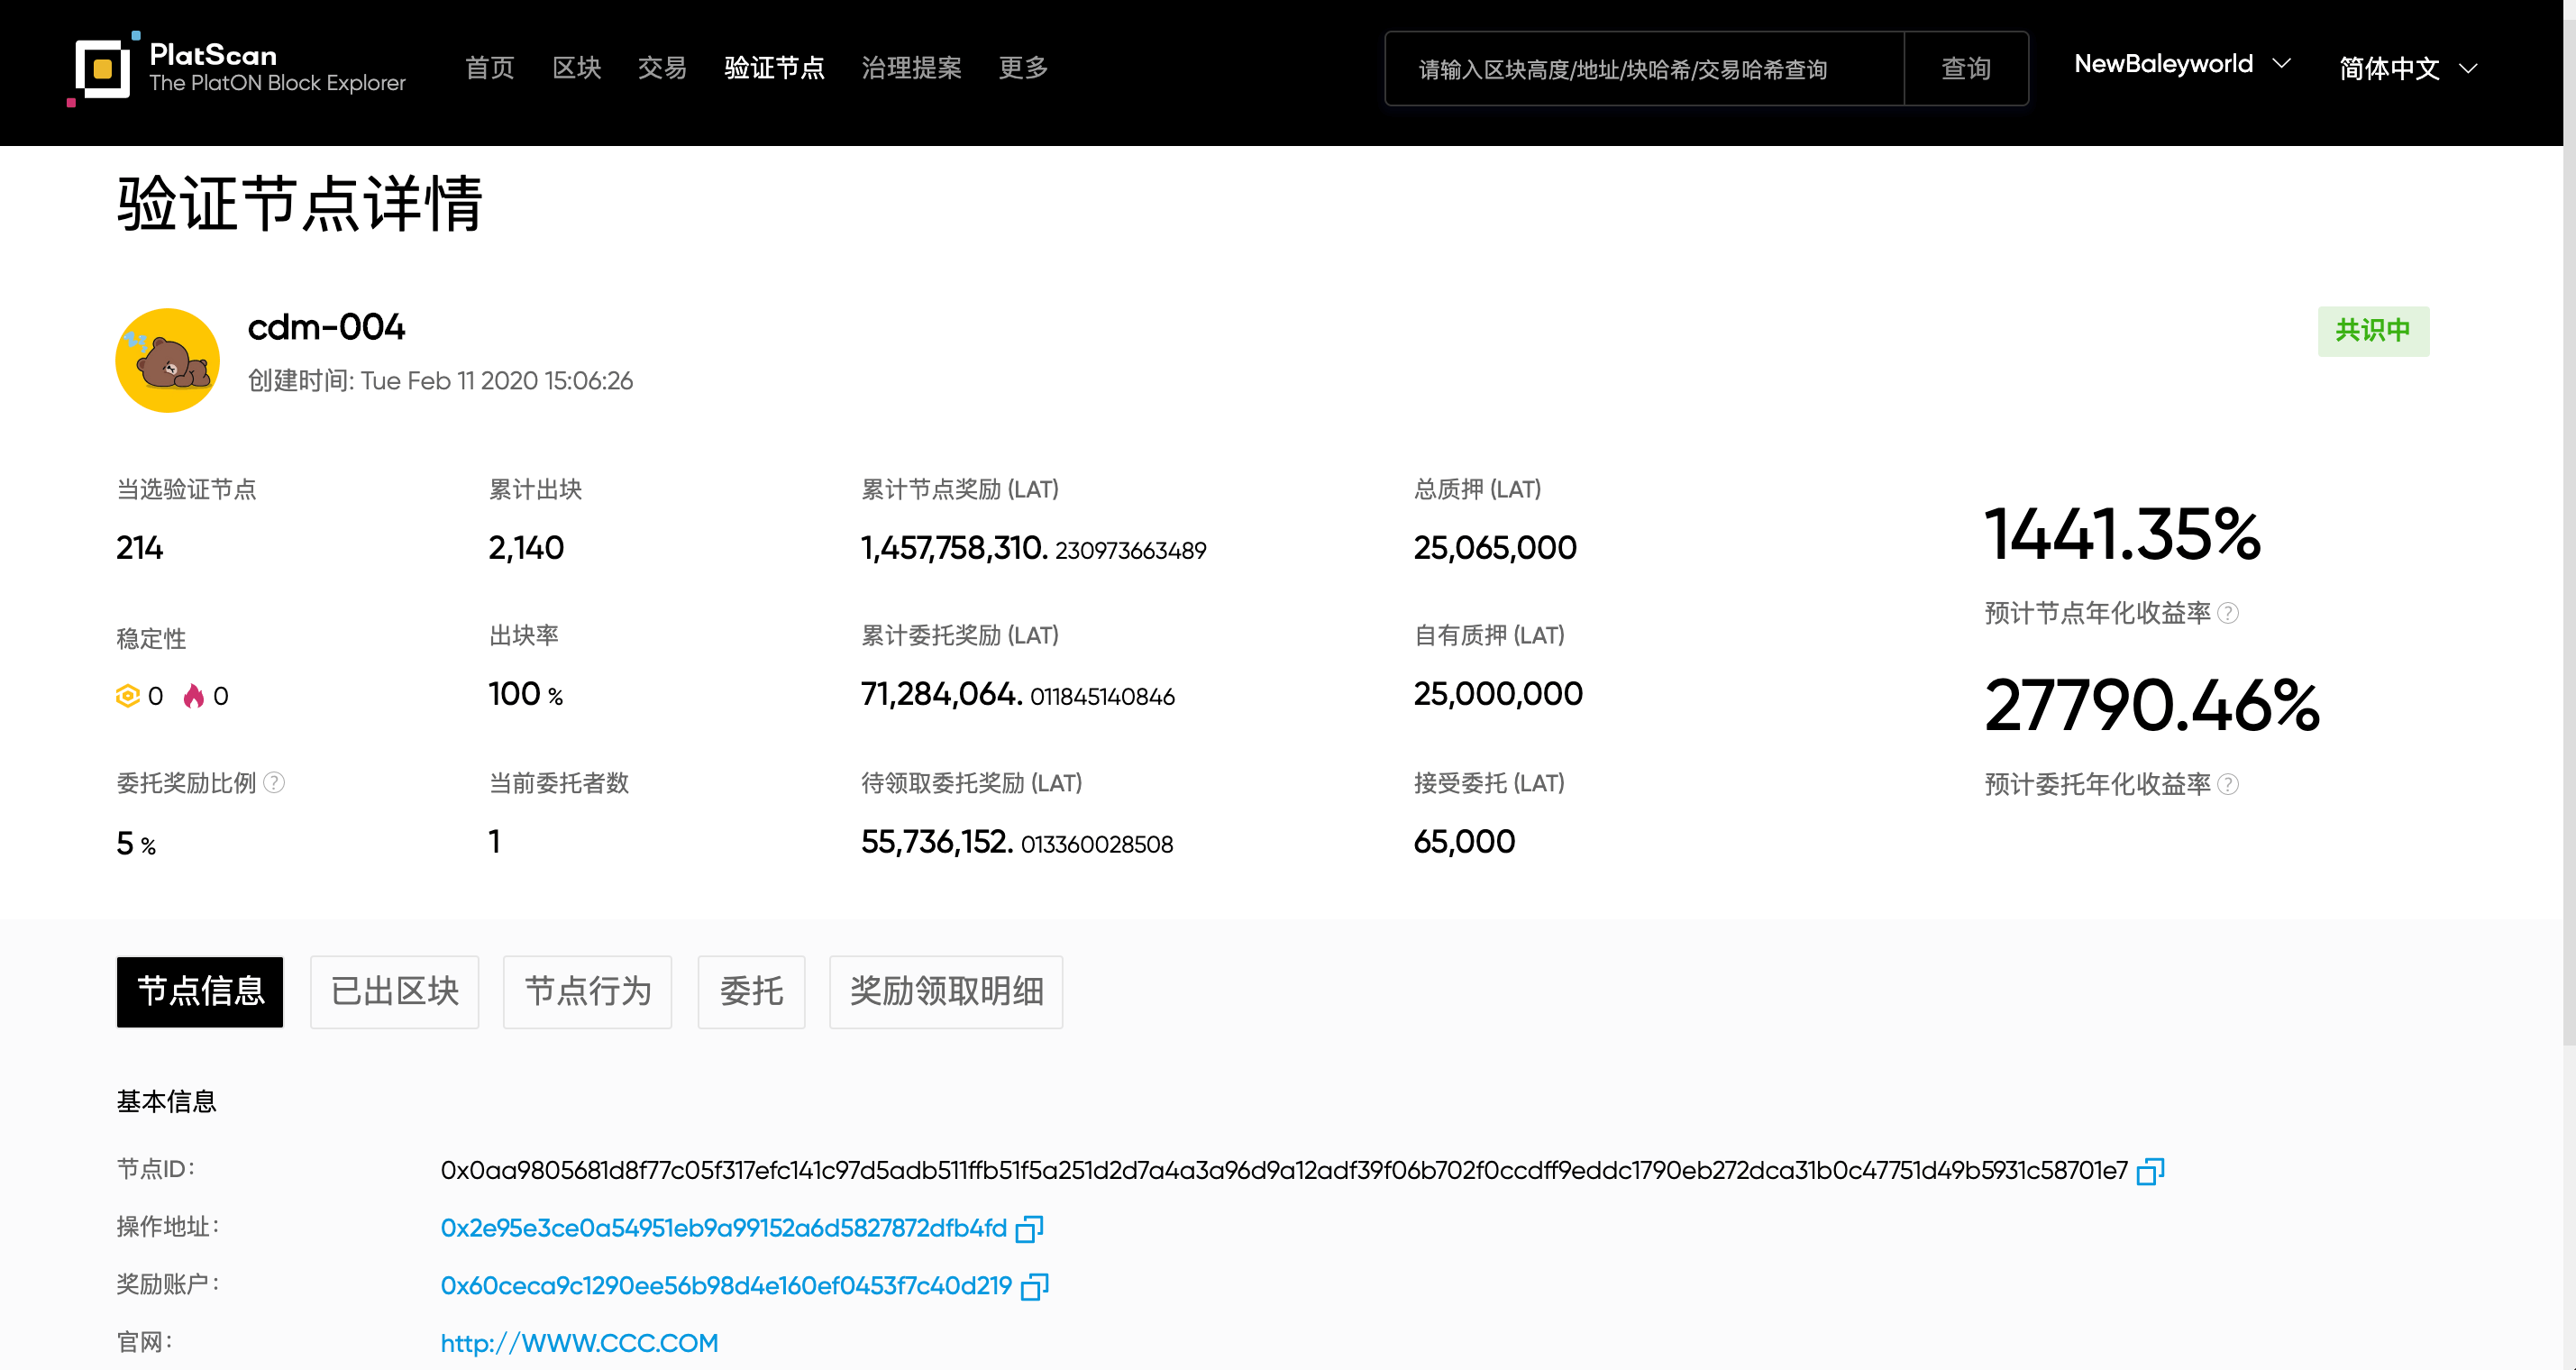 PlatScan
The PlatON Block Explorer
首页 区块 交易 验证节点 治理提案 更多
请输入区块高度/地址/块哈希/交易哈希查询 查询
NewBaleyworld 简体中文
验证节点详情
cdm-004
创建时间: Tue Feb 11 2020 15:06:26
共识中
当选验证节点 累计出块 累计节点奖励 (LAT) 总质押 (LAT)
214 2,140 1,457,758,310. 230973663489 25,065,000
1441.35%
预计节点年化收益率 ?
稳定性 出块率 累计委托奖励 (LAT) 自有质押 (LAT)
0 0 100 % 71,284,064. 011845140846 25,000,000
27790.46%
预计委托年化收益率 ?
委托奖励比例 ? 当前委托者数 待领取委托奖励 (LAT) 接受委托 (LAT)
5 % 1 55,736,152. 013360028508 65,000
节点信息 已出区块 节点行为 委托 奖励领取明细
基本信息
节点ID: 0x0aa9805681d8f77c05f317efc141c97d5adb511ffb51f5a251d2d7a4a3a96d9a12adf39f06b702f0ccdff9eddc1790eb272dca31b0c47751d49b5931c58701e7
操作地址: 0x2e95e3ce0a54951eb9a99152a6d5827872dfb4fd
奖励账户: 0x60ceca9c1290ee56b98d4e160ef0453f7c40d219
官网: http://WWW.CCC.COM